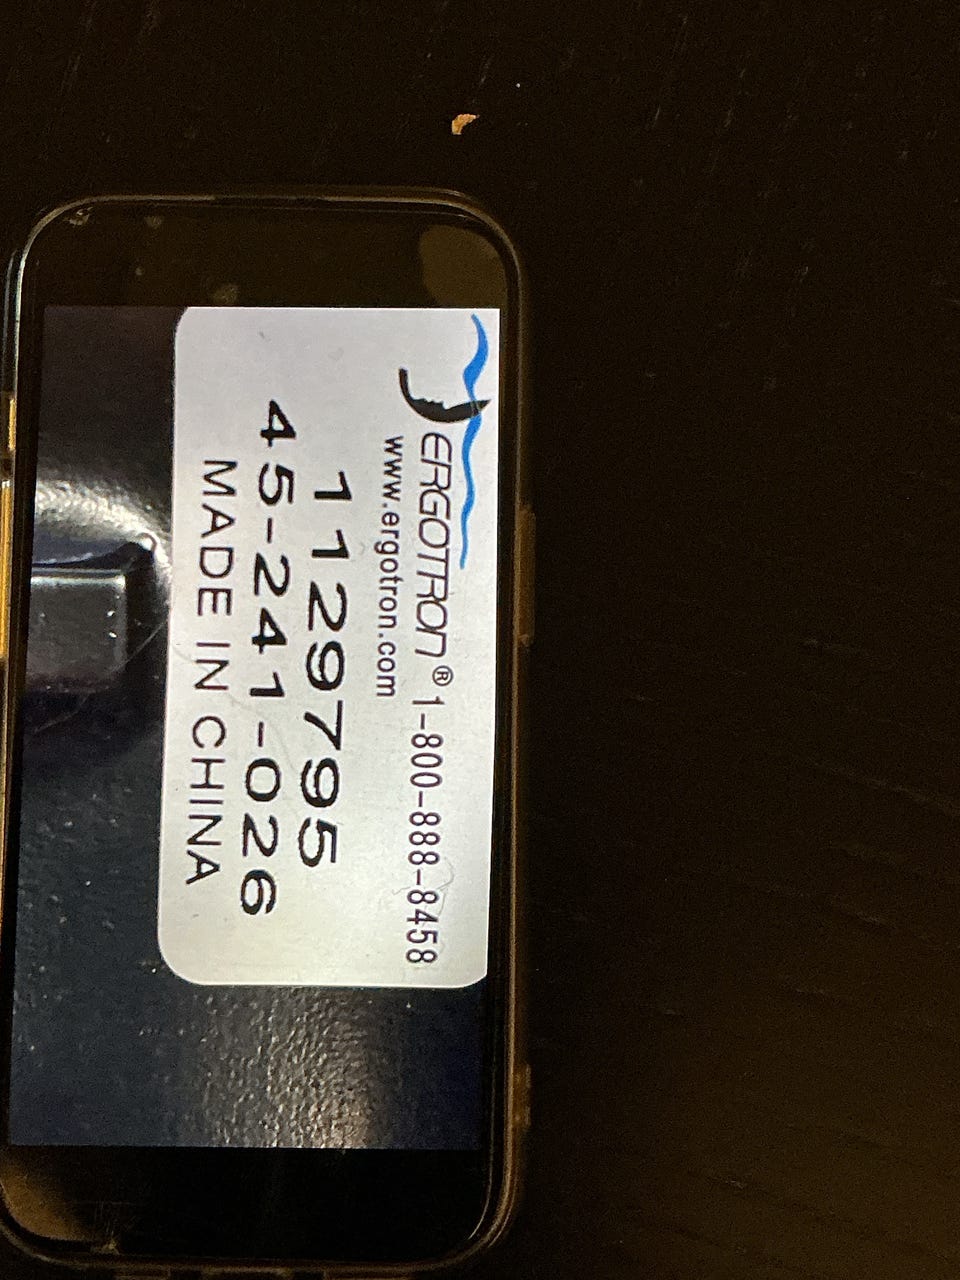 ERGOTRON® 1-800-888-8458
www.ergotron.com
1129795
45-241-026
MADE IN CHINA